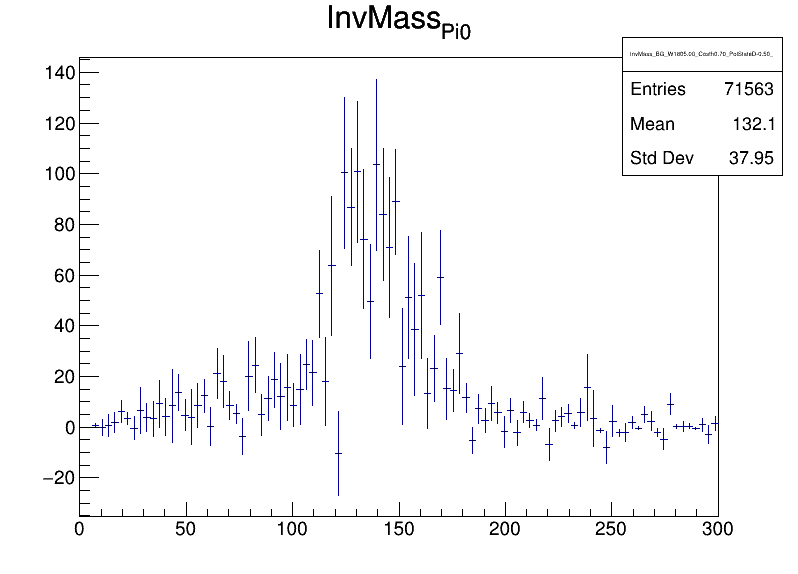 InvMass_Pi0
InvMass_BG_W1605.00_Costh0.70_PolStateD-0.50_
Entries 71563
Mean 132.1
Std Dev 37.95
140
120
100
80
60
40
20
0
−20
0 50 100 150 200 250 300